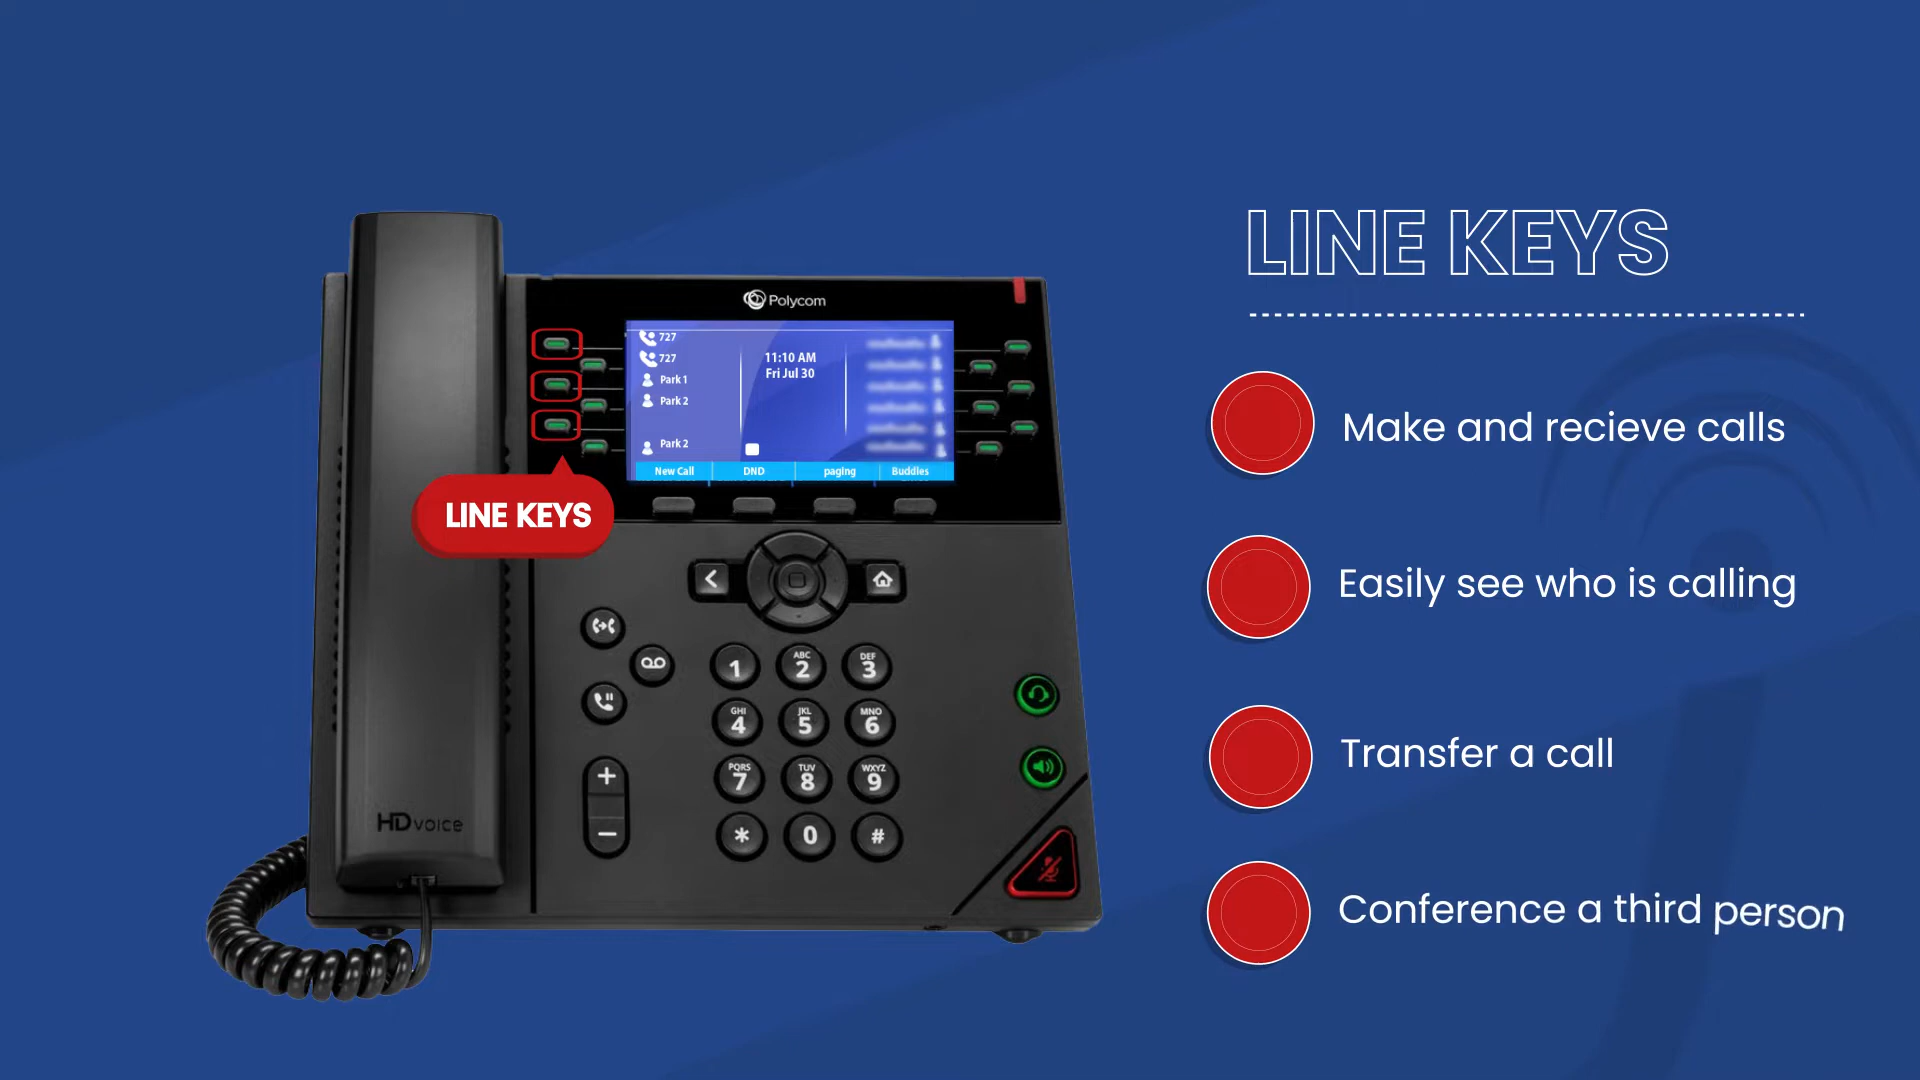 LINE KEYS
Make and recieve calls
Easily see who is calling
Transfer a call
Conference a third person
Polycom
727
727
Park 1
Park 2
Park 2
11:10 AM
Fri Jul 30
New Call DND paging Buddies
LINE KEYS
1 ABC 2 DEF 3
GHI 4 JKL 5 MNO 6
PQRS 7 TUV 8 WXYZ 9
* 0 #
+
−
HD voice